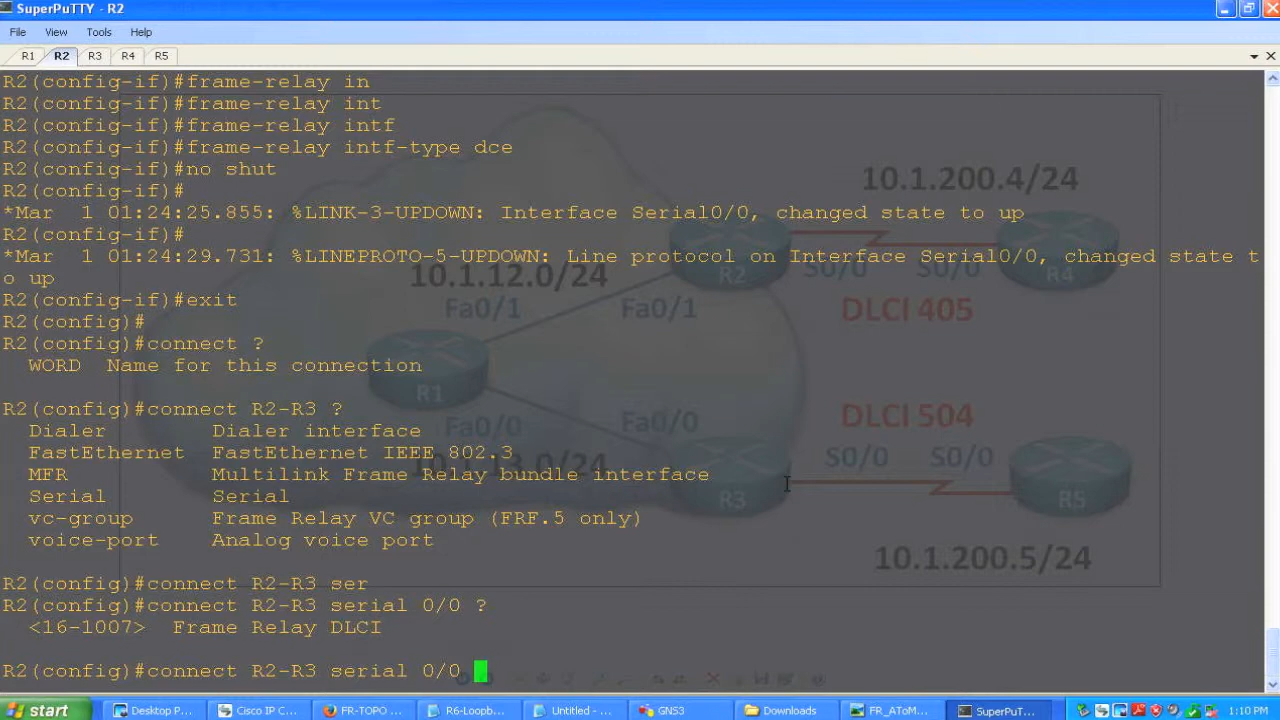 SuperPuTTY - R2
File View Tools Help
R1 R2 R3 R4 R5
R2(config-if)#frame-relay in
R2(config-if)#frame-relay int
R2(config-if)#frame-relay intf
R2(config-if)#frame-relay intf-type dce
R2(config-if)#no shut
R2(config-if)#
*Mar  1 01:24:25.855: %LINK-3-UPDOWN: Interface Serial0/0, changed state to up
R2(config-if)#
*Mar  1 01:24:29.731: %LINEPROTO-5-UPDOWN: Line protocol on Interface Serial0/0, changed state t
o up
R2(config-if)#exit
R2(config)#
R2(config)#connect ?
WORD  Name for this connection
R2(config)#connect R2-R3 ?
Dialer         Dialer interface
FastEthernet   FastEthernet IEEE 802.3
MFR            Multilink Frame Relay bundle interface
Serial         Serial
vc-group       Frame Relay VC group (FRF.5 only)
voice-port     Analog voice port
R2(config)#connect R2-R3 ser
R2(config)#connect R2-R3 serial 0/0 ?
<16-1007>  Frame Relay DLCI
R2(config)#connect R2-R3 serial 0/0
10.1.200.4/24
R2
S0/0
S0/0
R4
10.1.12.0/24
Fa0/1
Fa0/1
DLCI 405
R1
Fa0/0
Fa0/0
DLCI 504
10.1.13.0/24
S0/0
S0/0
R3
R5
10.1.200.5/24
start
Desktop P...
Cisco IP C...
FR-TOPO ...
R6-Loopb...
Untitled - ...
GNS3
Downloads
FR_AToM...
SuperPuT...
1:10 PM